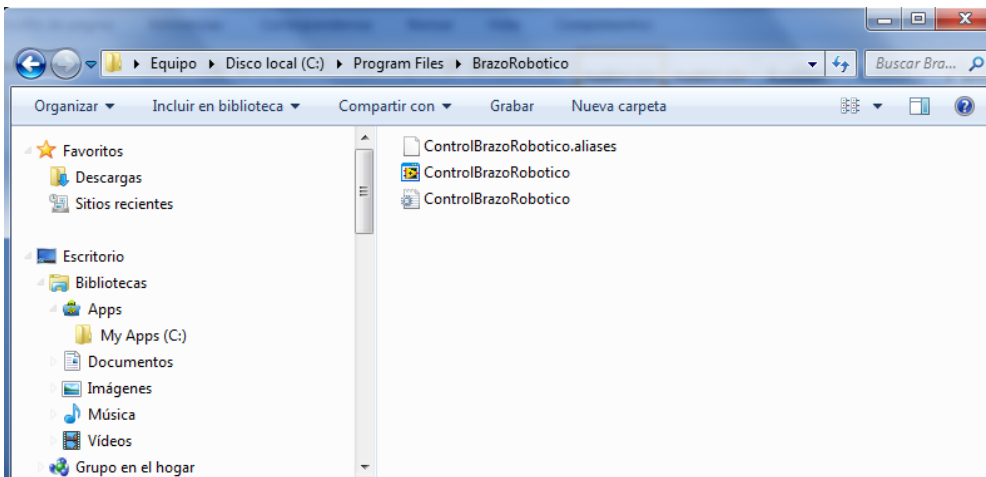 Equipo Disco local (C:) Program Files BrazoRobotico Buscar Bra...
Organizar Incluir en biblioteca Compartir con Grabar Nueva carpeta
Favoritos
Descargas
Sitios recientes
Escritorio
Bibliotecas
Apps
My Apps (C:)
Documentos
Imágenes
Música
Vídeos
Grupo en el hogar
ControlBrazoRobotico.aliases
ControlBrazoRobotico
ControlBrazoRobotico